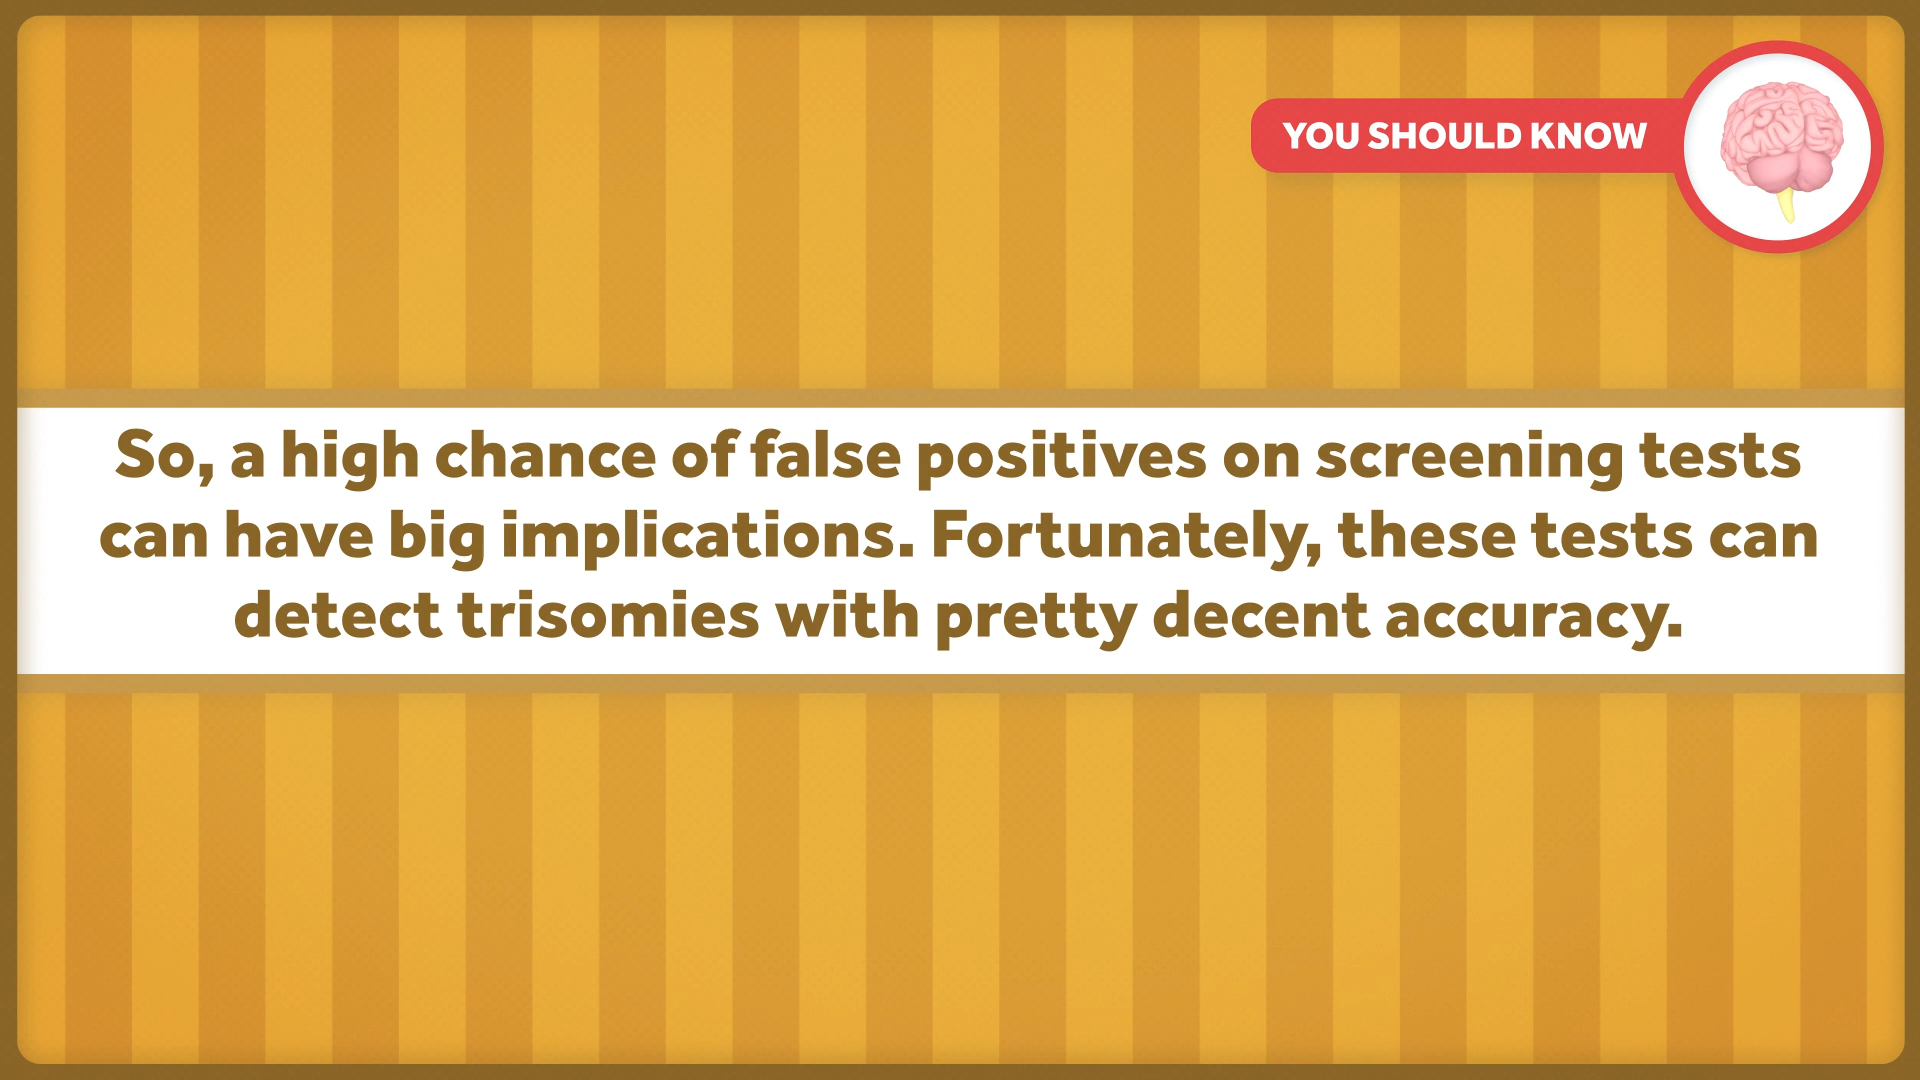 YOU SHOULD KNOW
So, a high chance of false positives on screening tests
can have big implications. Fortunately, these tests can
detect trisomies with pretty decent accuracy.